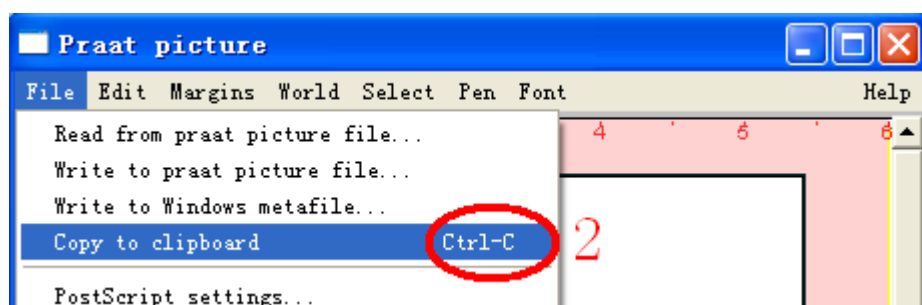 Praat picture
File Edit Margins World Select Pen Font Help
Read from praat picture file...
4 5 6
Write to praat picture file...
Write to Windows metafile...
Copy to clipboard Ctrl-C
2
PostScript settings...